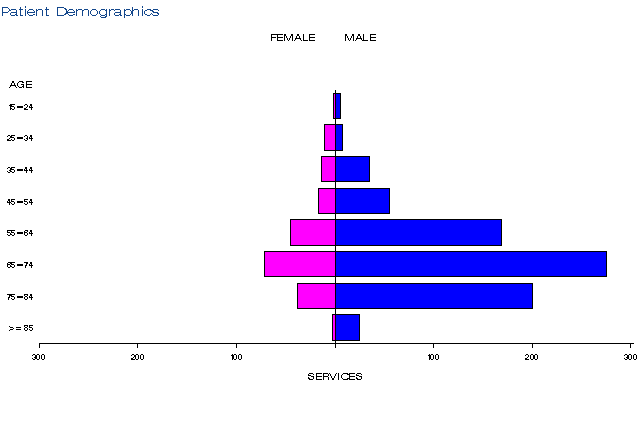 Patient Demographics
FEMALE MALE
AGE
15-24
25-34
35-44
45-54
55-64
65-74
75-84
>=85
300 200 100 100 200 300
SERVICES